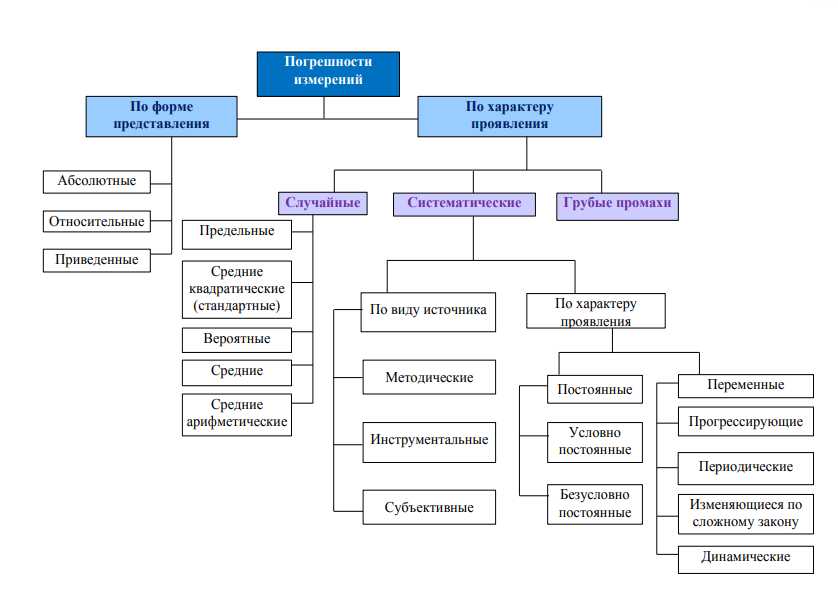 Погрешности
измерений
По форме
представления
По характеру
проявления
Абсолютные
Относительные
Приведенные
Случайные
Систематические
Грубые промахи
Предельные
Средние
квадратические
(стандартные)
Вероятные
Средние
Средние
арифметические
По виду источника
Методические
Инструментальные
Субъективные
По характеру
проявления
Постоянные
Условно
постоянные
Безусловно
постоянные
Переменные
Прогрессирующие
Периодические
Изменяющиеся по
сложному закону
Динамические